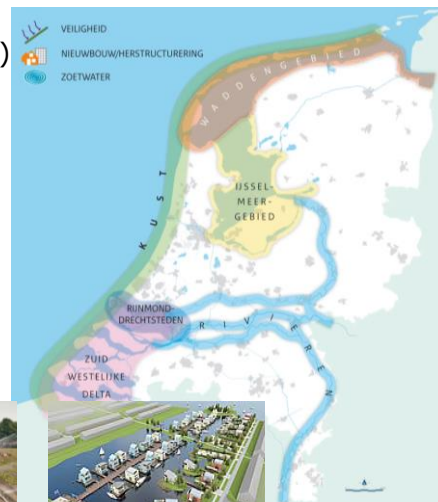 )
VEILIGHEID
NIEUWBOUW/HERSTRUCTURERING
ZOETWATER
WADDENGEBIED
IJSSEL-
MEER-
GEBIED
KUST
RIJNMOND-
DRECHTSTEDEN
RIVIEREN
ZUID
WESTELIJKE
DELTA